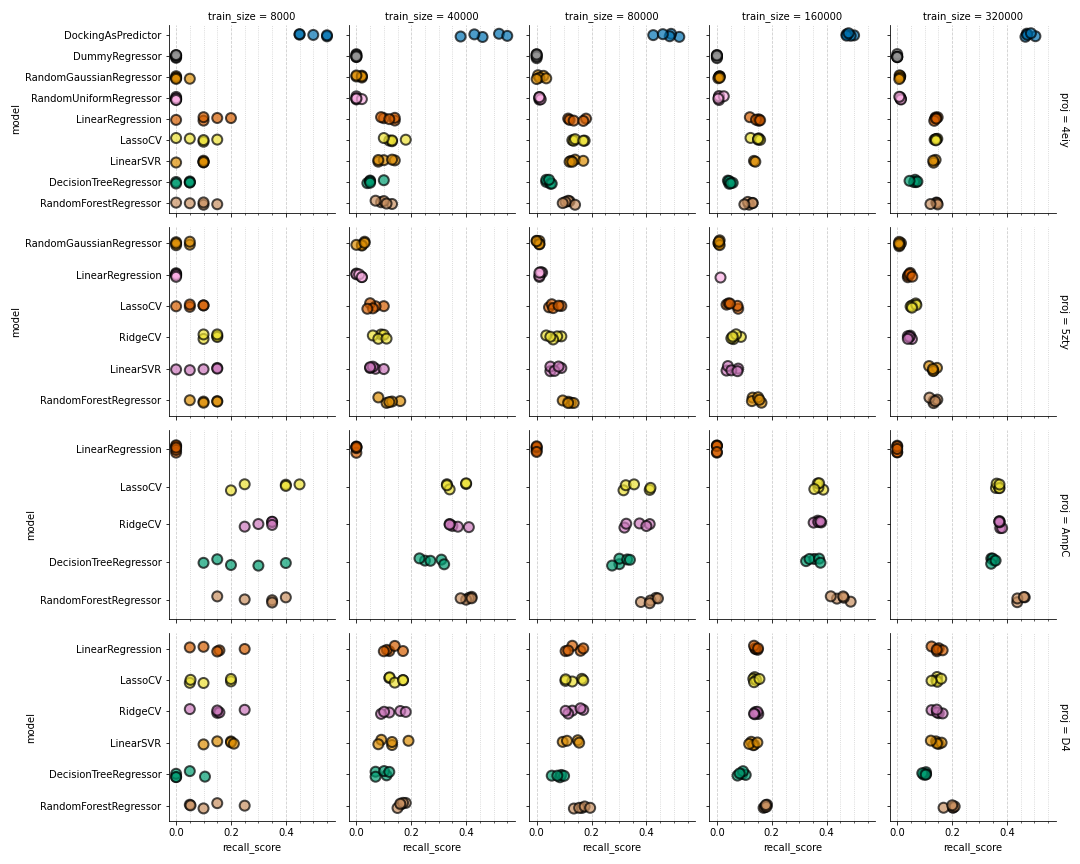 train_size = 8000 train_size = 40000 train_size = 80000 train_size = 160000 train_size = 320000
DockingAsPredictor
DummyRegressor
RandomGaussianRegressor
RandomUniformRegressor
LinearRegression
LassoCV
LinearSVR
DecisionTreeRegressor
RandomForestRegressor
model
proj = 4eiy
RandomGaussianRegressor
LinearRegression
LassoCV
RidgeCV
LinearSVR
RandomForestRegressor
model
proj = 5zty
LinearRegression
LassoCV
RidgeCV
DecisionTreeRegressor
RandomForestRegressor
model
proj = AmpC
LinearRegression
LassoCV
RidgeCV
LinearSVR
DecisionTreeRegressor
RandomForestRegressor
model
proj = D4
0.0 0.2 0.4 0.0 0.2 0.4 0.0 0.2 0.4 0.0 0.2 0.4 0.0 0.2 0.4
recall_score recall_score recall_score recall_score recall_score